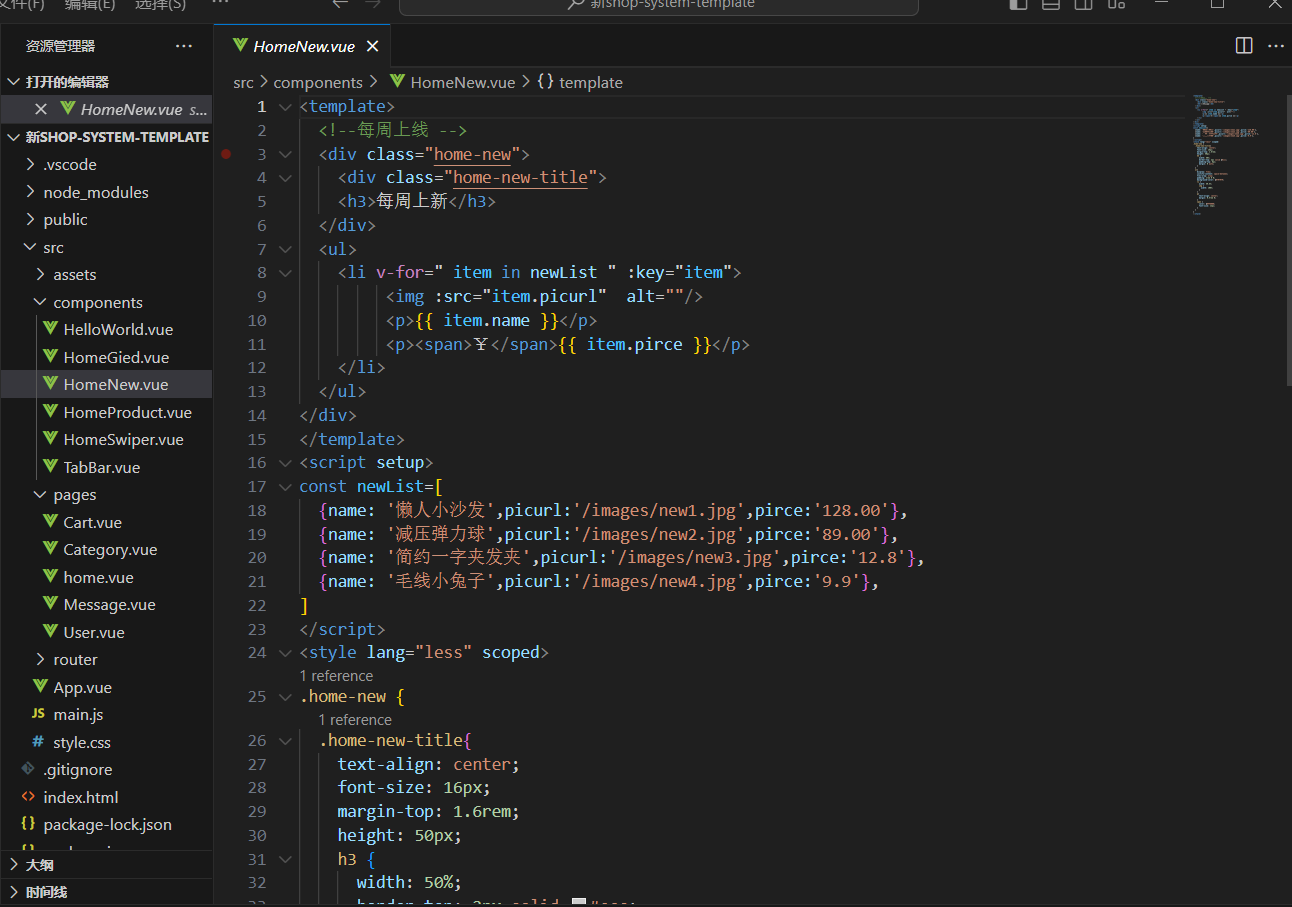 文件(F) 编辑(E) 选择(S) ··· 新shop-system-template
资源管理器 ···
打开的编辑器
HomeNew.vue s...
新SHOP-SYSTEM-TEMPLATE
.vscode
node_modules
public
src
assets
components
HelloWorld.vue
HomeGied.vue
HomeNew.vue
HomeProduct.vue
HomeSwiper.vue
TabBar.vue
pages
Cart.vue
Category.vue
home.vue
Message.vue
User.vue
router
App.vue
JS main.js
# style.css
.gitignore
<> index.html
{} package-lock.json
大纲
时间线
HomeNew.vue
src > components > HomeNew.vue > {} template
1 <template>
2 <!--每周上线 -->
3 <div class="home-new">
4 <div class="home-new-title">
5 <h3>每周上新</h3>
6 </div>
7 <ul>
8 <li v-for=" item in newList " :key="item">
9 <img :src="item.picurl"  alt=""/>
10 <p>{{ item.name }}</p>
11 <p><span>¥</span>{{ item.pirce }}</p>
12 </li>
13 </ul>
14 </div>
15 </template>
16 <script setup>
17 const newList=[
18 {name: '懒人小沙发',picurl:'/images/new1.jpg',pirce:'128.00'},
19 {name: '减压弹力球',picurl:'/images/new2.jpg',pirce:'89.00'},
20 {name: '简约一字夹发夹',picurl:'/images/new3.jpg',pirce:'12.8'},
21 {name: '毛线小兔子',picurl:'/images/new4.jpg',pirce:'9.9'},
22 ]
23 </script>
24 <style lang="less" scoped>
1 reference
25 .home-new {
1 reference
26 .home-new-title{
27 text-align: center;
28 font-size: 16px;
29 margin-top: 1.6rem;
30 height: 50px;
31 h3 {
32 width: 50%;